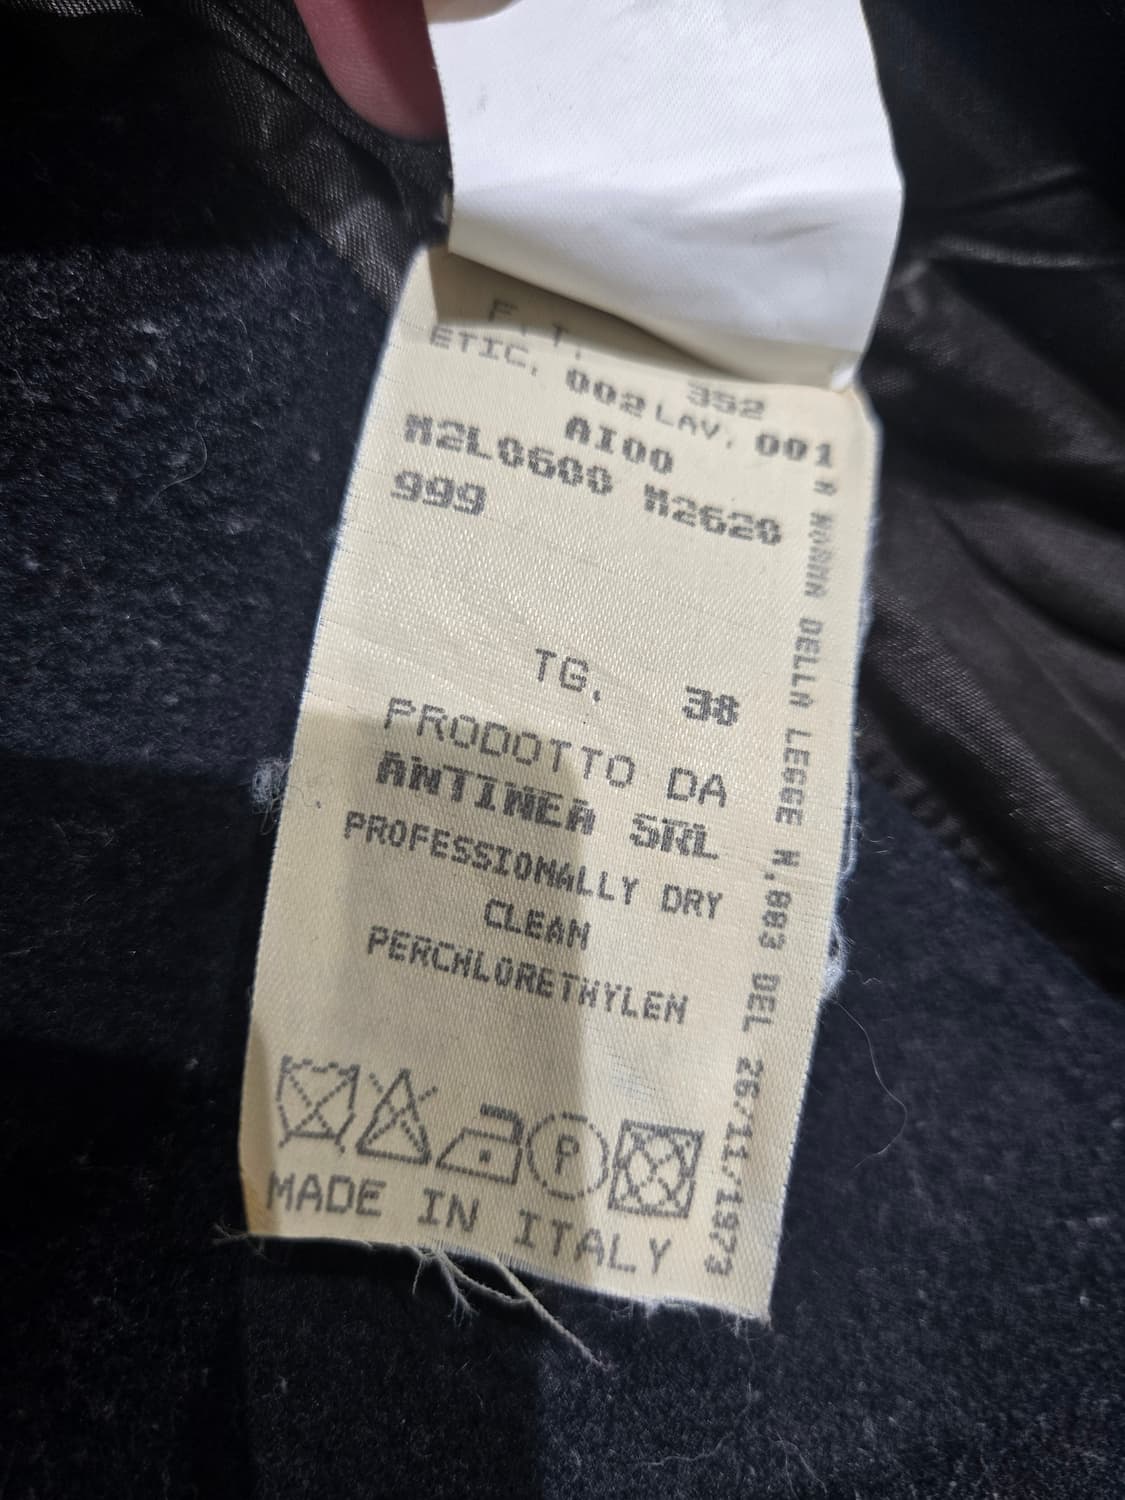 F. T. 352
ETIC. 002 LAV. 001
AI00
M2L0600 M2620
999
TG. 38
PRODOTTO DA
ANTINEA SRL
PROFESSIONALLY DRY
CLEAN
PERCHLORETHYLEN
P
MADE IN ITALY
A NORMA DELLA LEGGE N.883 DEL 26/11/1973